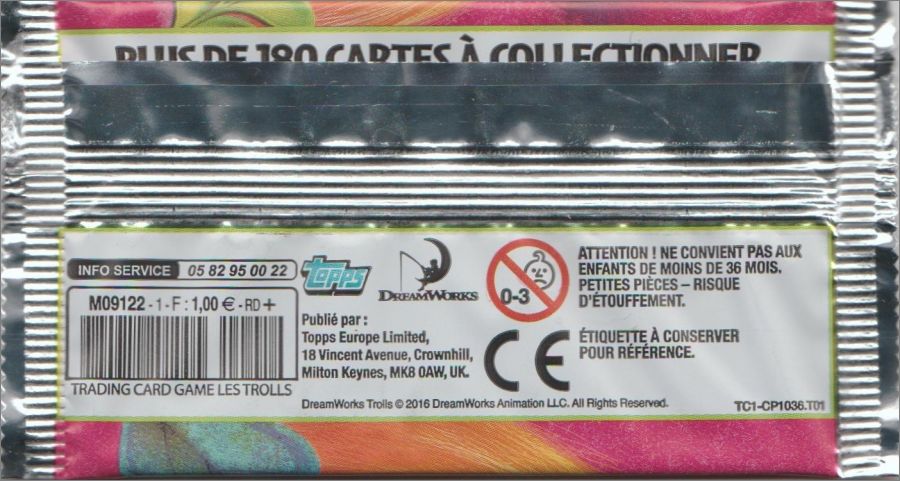 PLUS DE 180 CARTES À COLLECTIONNER
INFO SERVICE 05 82 95 00 22
M09122 - 1 - F : 1,00 € - RD +
TRADING CARD GAME LES TROLLS
topps
DREAMWORKS
Publié par :
Topps Europe Limited,
18 Vincent Avenue, Crownhill,
Milton Keynes, MK8 0AW, UK.
0-3
ATTENTION ! NE CONVIENT PAS AUX
ENFANTS DE MOINS DE 36 MOIS.
PETITES PIÈCES – RISQUE
D'ÉTOUFFEMENT.
CE
ÉTIQUETTE À CONSERVER
POUR RÉFÉRENCE.
DreamWorks Trolls © 2016 DreamWorks Animation LLC. All Rights Reserved.
TC1-CP1036.T01